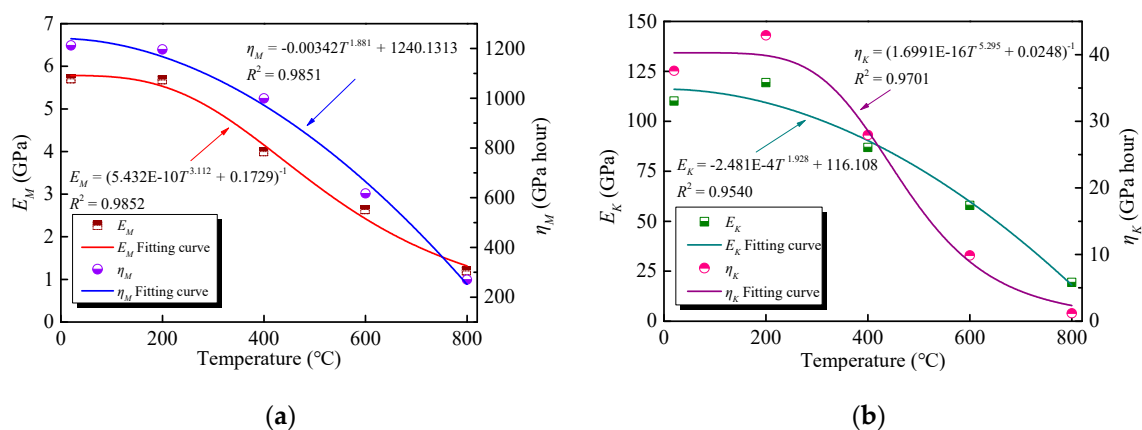 7
6
5
4
3
2
1
0
E_M (GPa)
η_M = -0.00342T^1.881 + 1240.1313
R² = 0.9851
E_M = (5.432E-10T^3.112 + 0.1729)^-1
R² = 0.9852
E_M
E_M Fitting curve
η_M
η_M Fitting curve
1200
1000
800
600
400
200
η_M (GPa hour)
0 200 400 600 800
Temperature (℃)
(a)
150
125
100
75
50
25
0
E_K (GPa)
η_K = (1.6991E-16T^5.295 + 0.0248)^-1
R² = 0.9701
E_K = -2.481E-4T^1.928 + 116.108
R² = 0.9540
E_K
E_K Fitting curve
η_K
η_K Fitting curve
40
30
20
10
0
η_K (GPa hour)
0 200 400 600 800
Temperature (℃)
(b)